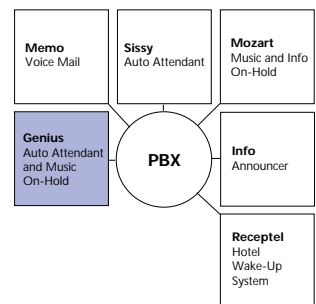 Memo
Voice Mail
Sissy
Auto Attendant
Mozart
Music and Info
On-Hold
Genius
Auto Attendant
and Music
On-Hold
PBX
Info
Announcer
Receptel
Hotel
Wake-Up
System